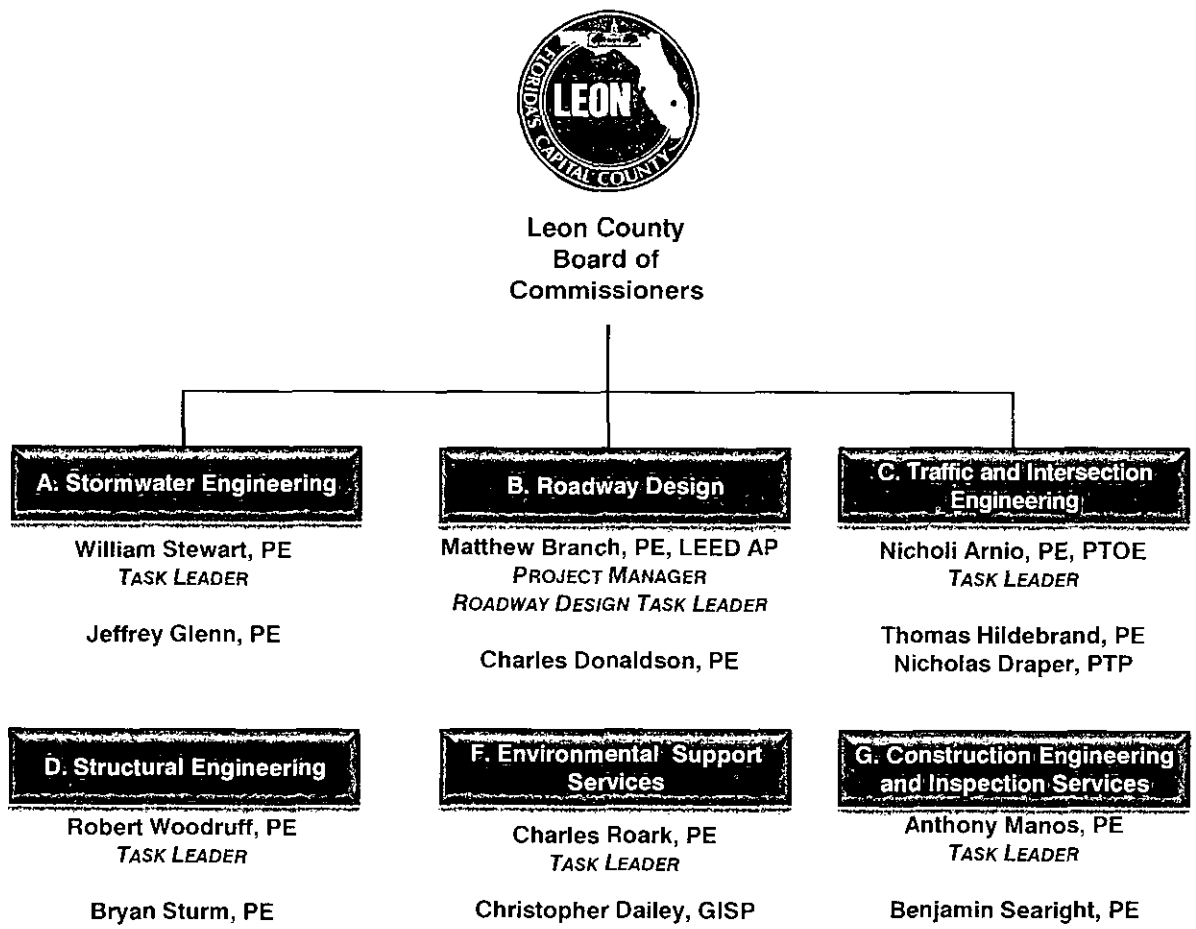 FLORIDA'S CAPITAL COUNTY
LEON
Leon County
Board of
Commissioners
A. Stormwater Engineering
William Stewart, PE
TASK LEADER
Jeffrey Glenn, PE
B. Roadway Design
Matthew Branch, PE, LEED AP
PROJECT MANAGER
ROADWAY DESIGN TASK LEADER
Charles Donaldson, PE
C. Traffic and Intersection
Engineering
Nicholi Arnio, PE, PTOE
TASK LEADER
Thomas Hildebrand, PE
Nicholas Draper, PTP
D. Structural Engineering
Robert Woodruff, PE
TASK LEADER
Bryan Sturm, PE
F. Environmental Support
Services
Charles Roark, PE
TASK LEADER
Christopher Dailey, GISP
G. Construction Engineering
and Inspection Services
Anthony Manos, PE
TASK LEADER
Benjamin Searight, PE